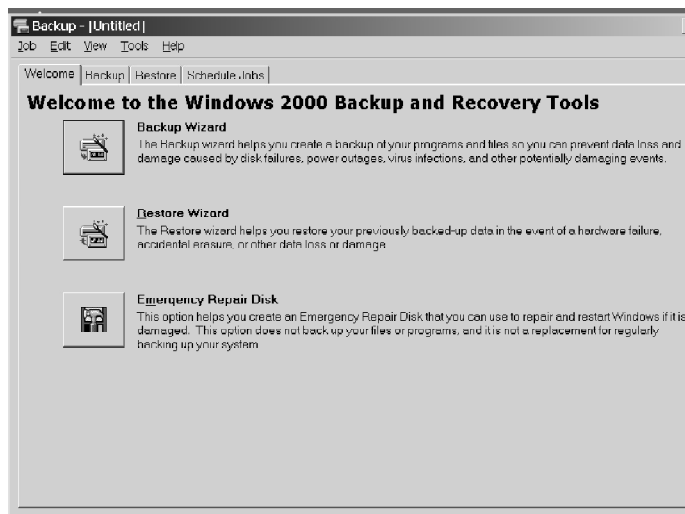 Backup - [Untitled]
Job Edit View Tools Help
Welcome Backup Restore Schedule Jobs
Welcome to the Windows 2000 Backup and Recovery Tools
Backup Wizard
The Backup wizard helps you create a backup of your programs and files so you can prevent data loss and
damage caused by disk failures, power outages, virus infections, and other potentially damaging events.
Restore Wizard
The Restore wizard helps you restore your previously backed-up data in the event of a hardware failure,
accidental erasure, or other data loss or damage.
Emergency Repair Disk
This option helps you create an Emergency Repair Disk that you can use to repair and restart Windows if it is
damaged. This option does not back up your files or programs, and it is not a replacement for regularly
backing up your system.